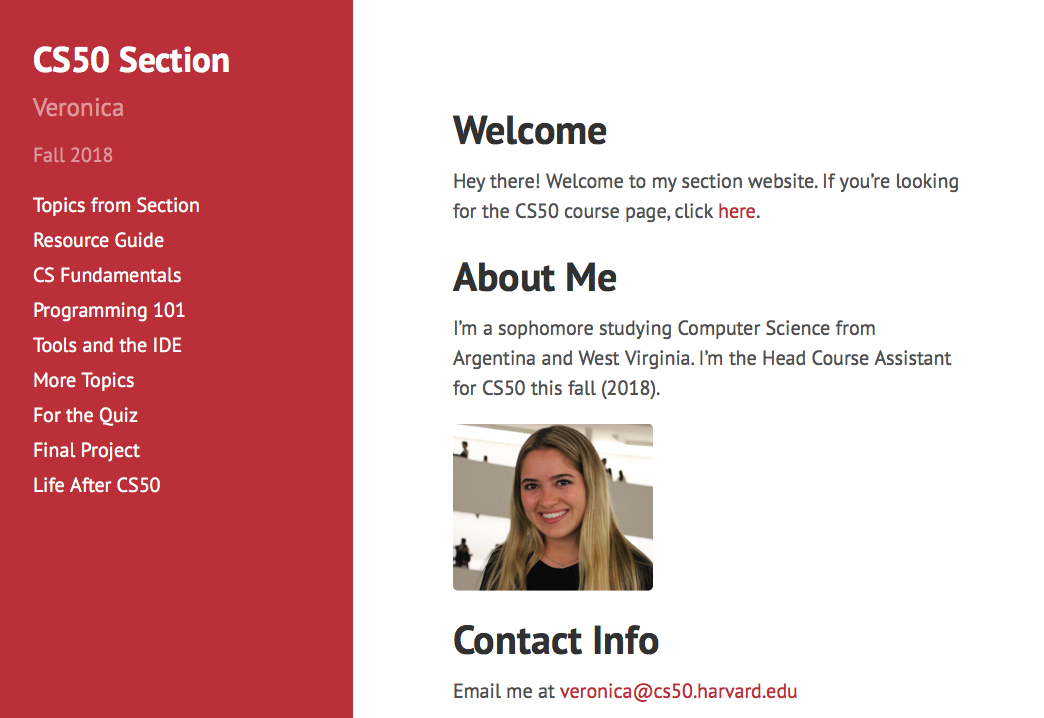 CS50 Section
Veronica
Fall 2018
Topics from Section
Resource Guide
CS Fundamentals
Programming 101
Tools and the IDE
More Topics
For the Quiz
Final Project
Life After CS50
Welcome
Hey there! Welcome to my section website. If you’re looking
for the CS50 course page, click here.
About Me
I’m a sophomore studying Computer Science from
Argentina and West Virginia. I’m the Head Course Assistant
for CS50 this fall (2018).
Contact Info
Email me at veronica@cs50.harvard.edu